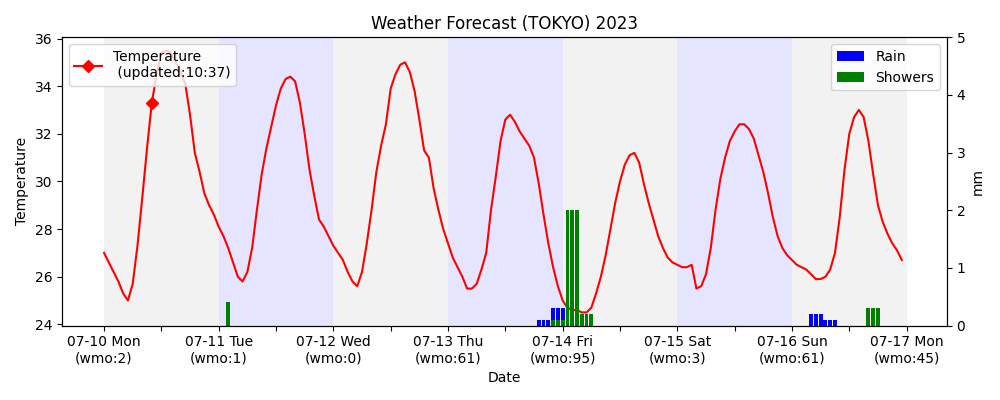 Weather Forecast (TOKYO) 2023
Temperature
(updated:10:37)
Rain
Showers
36
34
32
30
28
26
24
Temperature
5
4
3
2
1
0
mm
07-10 Mon 07-11 Tue 07-12 Wed 07-13 Thu 07-14 Fri 07-15 Sat 07-16 Sun 07-17 Mon
(wmo:2) (wmo:1) (wmo:0) (wmo:61) (wmo:95) (wmo:3) (wmo:61) (wmo:45)
Date